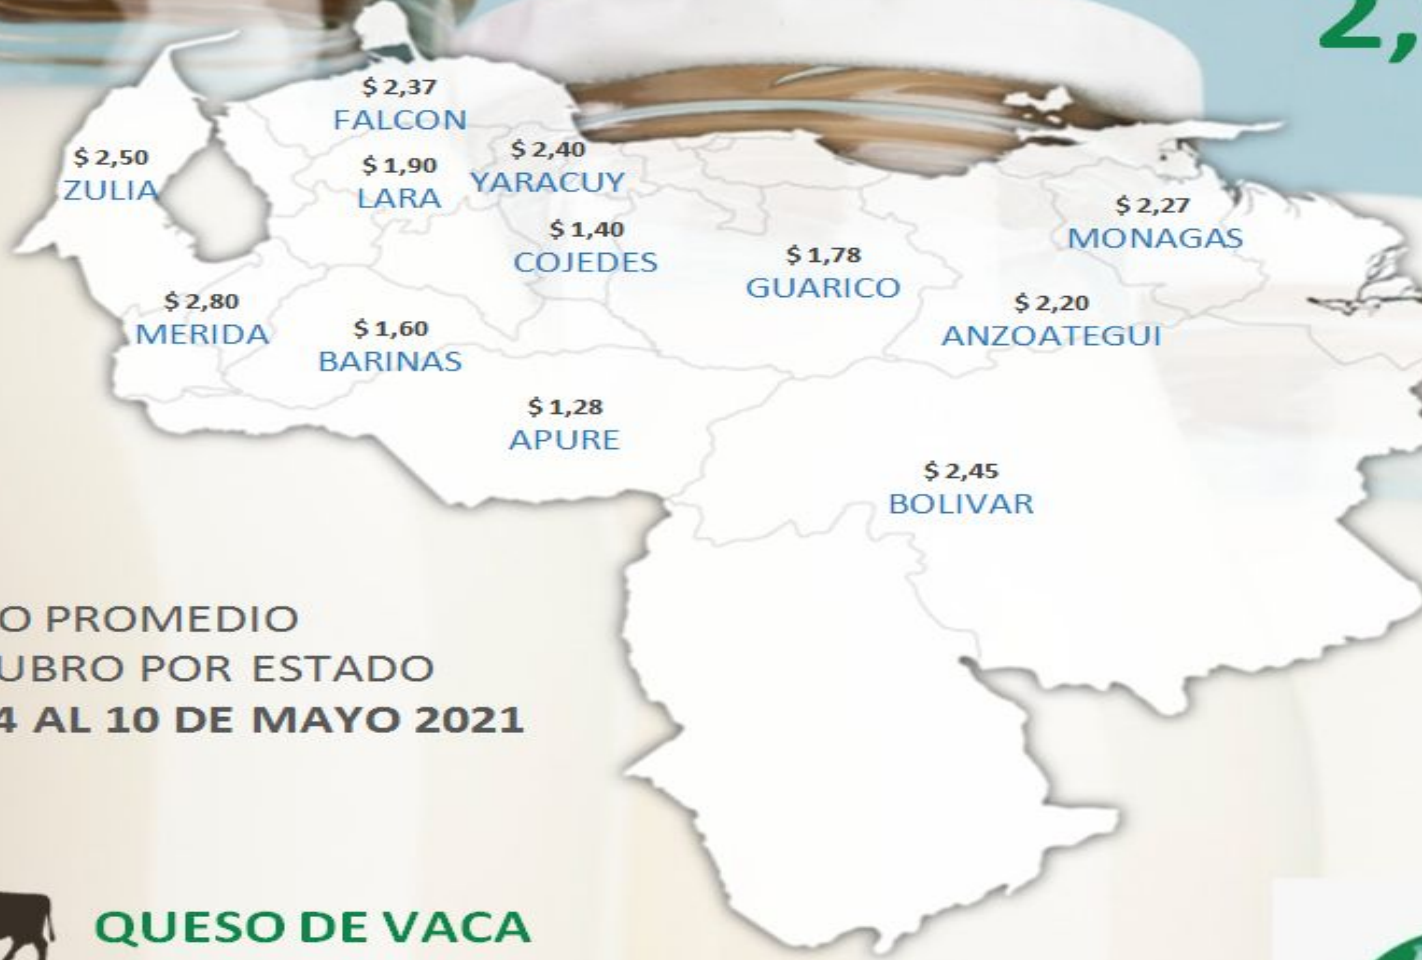 2,
$ 2,37
FALCON
$ 2,50
ZULIA
$ 1,90
LARA
$ 2,40
YARACUY
$ 1,40
COJEDES
$ 1,78
GUARICO
$ 2,27
MONAGAS
$ 2,80
MERIDA
$ 1,60
BARINAS
$ 2,20
ANZOATEGUI
$ 1,28
APURE
$ 2,45
BOLIVAR
O PROMEDIO
UBRO POR ESTADO
4 AL 10 DE MAYO 2021
QUESO DE VACA